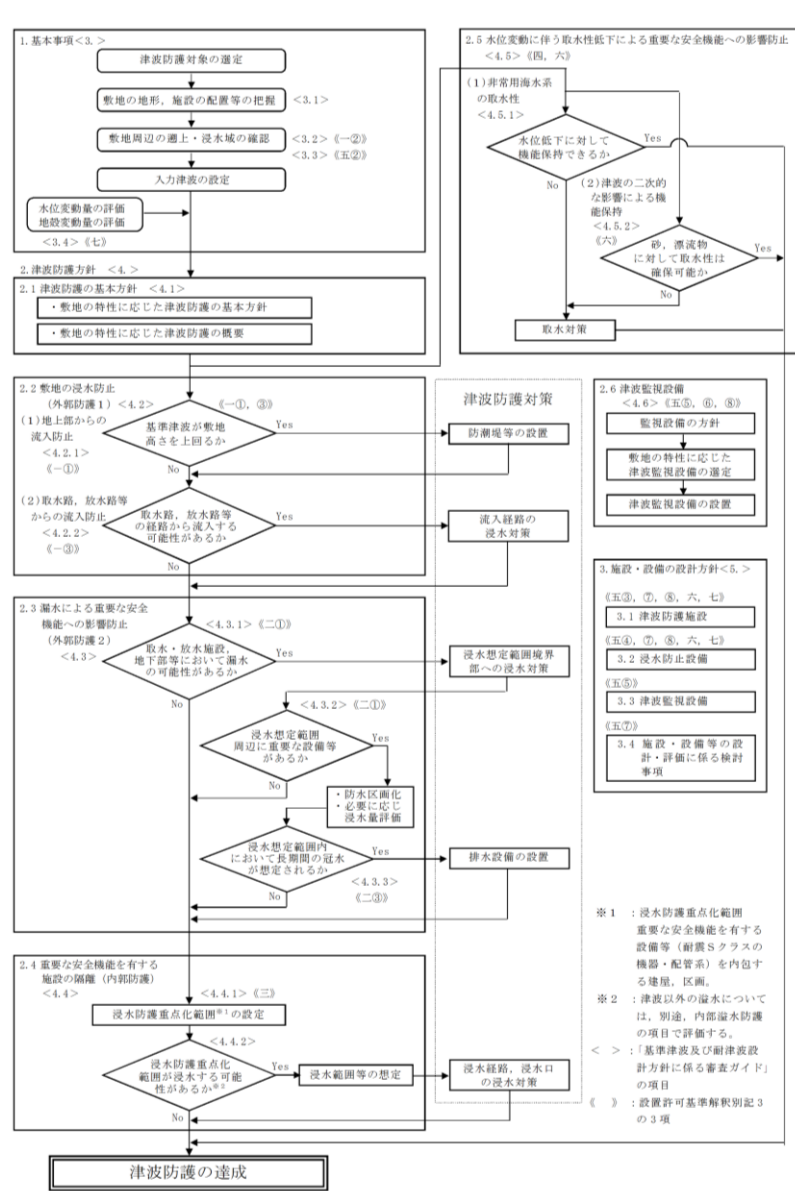 1.基本事項<3.>
津波防護対象の選定
敷地の地形，施設の配置等の把握
<3.1>
敷地周辺の遡上・浸水域の確認
<3.2>《一②》
<3.3>《五②》
入力津波の設定
水位変動量の評価
地殻変動量の評価
<3.4>《七》
2.津波防護方針 <4.>
2.1 津波防護の基本方針 <4.1>
・敷地の特性に応じた津波防護の基本方針
・敷地の特性に応じた津波防護の概要
2.2 敷地の浸水防止
(外郭防護1) <4.2>
《一①，③》
(1)地上部からの
流入防止
<4.2.1>
《一①》
基準津波が敷地
高さを上回るか
Yes
No
(2)取水路，放水路等
からの流入防止
<4.2.2>
《一③》
取水路，放水路等
の経路から流入する
可能性があるか
Yes
No
津波防護対策
防潮堤等の設置
流入経路の
浸水対策
2.3 漏水による重要な安全
機能への影響防止
(外郭防護2)
<4.3>
<4.3.1>《二①》
取水・放水施設，
地下部等において漏水
の可能性があるか
Yes
No
浸水想定範囲境界
部への浸水対策
<4.3.2>《二①》
浸水想定範囲
周辺に重要な設備等
があるか
Yes
No
・防水区画化
・必要に応じ
浸水量評価
浸水想定範囲内
において長期間の冠水
が想定されるか
Yes
No
<4.3.3>
《二③》
排水設備の設置
2.4 重要な安全機能を有する
施設の隔離（内郭防護）
<4.4>
<4.4.1>《三》
浸水防護重点化範囲※1の設定
<4.4.2>
浸水防護重点化
範囲が浸水する可能
性があるか※2
Yes
No
浸水範囲等の想定
浸水経路，浸水口
の浸水対策
津波防護の達成
2.5 水位変動に伴う取水性低下による重要な安全機能への影響防止
<4.5>《四，六》
(1)非常用海水系
の取水性
<4.5.1>
水位低下に対して
機能保持できるか
Yes
No
(2)津波の二次的
な影響による機
能保持
<4.5.2>
《六》
砂，漂流物
に対して取水性は
確保可能か
Yes
No
取水対策
2.6 津波監視設備
<4.6>《五⑤，⑥，⑧》
監視設備の方針
敷地の特性に応じた
津波監視設備の選定
津波監視設備の設置
3.施設・設備の設計方針<5.>
《五③，⑦，⑧，六，七》
3.1 津波防護施設
《五④，⑦，⑧，六，七》
3.2 浸水防止設備
《五⑤》
3.3 津波監視設備
《五⑦》
3.4 施設・設備等の設
計・評価に係る検討
事項
※1 ：浸水防護重点化範囲
重要な安全機能を有する
設備等（耐震Sクラスの
機器・配管系）を内包す
る建屋，区画。
※2 ：津波以外の溢水について
は，別途，内部溢水防護
の項目で評価する。
< > ：「基準津波及び耐津波設
計方針に係る審査ガイド」
の項目
《 》 ：設置許可基準解釈別記3
の3項